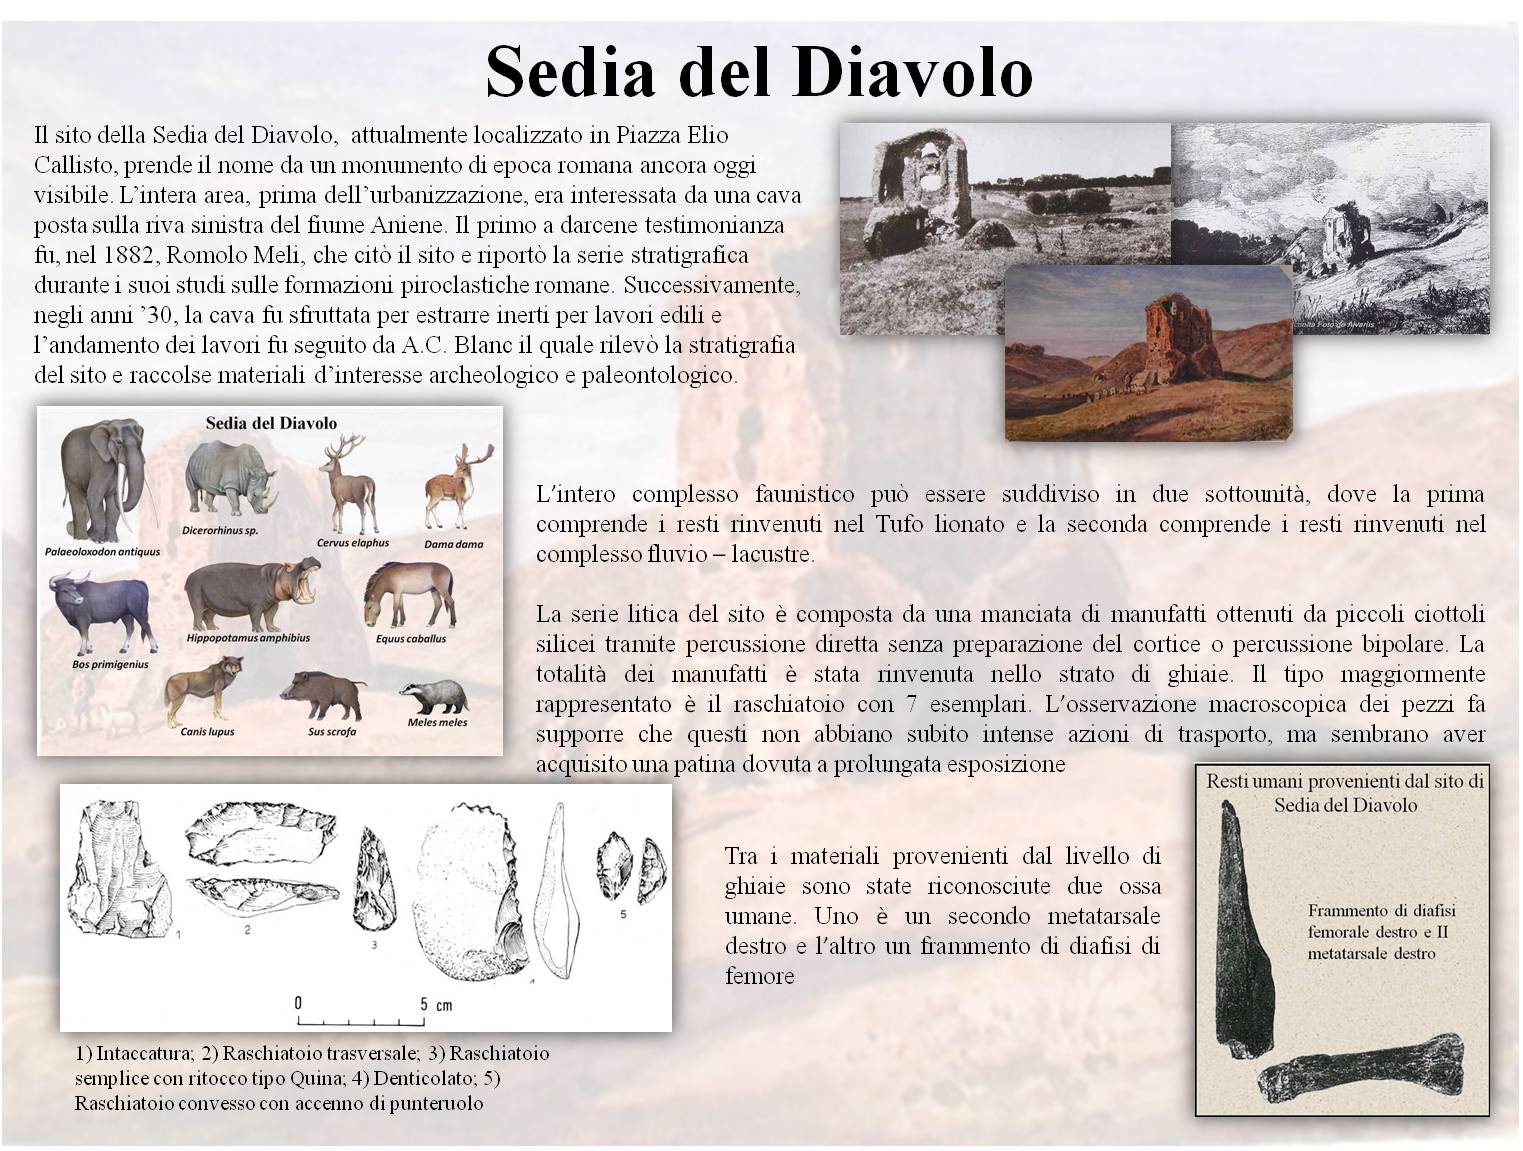 Sedia del Diavolo
Il sito della Sedia del Diavolo, attualmente localizzato in Piazza Elio
Callisto, prende il nome da un monumento di epoca romana ancora oggi
visibile. L’intera area, prima dell’urbanizzazione, era interessata da una cava
posta sulla riva sinistra del fiume Aniene. Il primo a darcene testimonianza
fu, nel 1882, Romolo Meli, che citò il sito e riportò la serie stratigrafica
durante i suoi studi sulle formazioni piroclastiche romane. Successivamente,
negli anni ’30, la cava fu sfruttata per estrarre inerti per lavori edili e
l’andamento dei lavori fu seguito da A.C. Blanc il quale rilevò la stratigrafia
del sito e raccolse materiali d’interesse archeologico e paleontologico.
Foto de Alvariis
Sedia del Diavolo
Palaeoloxodon antiquus
Dicerorhinus sp.
Cervus elaphus
Dama dama
Bos primigenius
Hippopotamus amphibius
Equus caballus
Canis lupus
Sus scrofa
Meles meles
L’intero complesso faunistico può essere suddiviso in due sottounità, dove la prima
comprende i resti rinvenuti nel Tufo lionato e la seconda comprende i resti rinvenuti nel
complesso fluvio – lacustre.
La serie litica del sito è composta da una manciata di manufatti ottenuti da piccoli ciottoli
silicei tramite percussione diretta senza preparazione del cortice o percussione bipolare. La
totalità dei manufatti è stata rinvenuta nello strato di ghiaie. Il tipo maggiormente
rappresentato è il raschiatoio con 7 esemplari. L’osservazione macroscopica dei pezzi fa
supporre che questi non abbiano subito intense azioni di trasporto, ma sembrano aver
acquisito una patina dovuta a prolungata esposizione
1
2
3
5
0 5 cm
1) Intaccatura; 2) Raschiatoio trasversale; 3) Raschiatoio
semplice con ritocco tipo Quina; 4) Denticolato; 5)
Raschiatoio convesso con accenno di punteruolo
Tra i materiali provenienti dal livello di
ghiaie sono state riconosciute due ossa
umane. Uno è un secondo metatarsale
destro e l’altro un frammento di diafisi di
femore
Resti umani provenienti dal sito di
Sedia del Diavolo
Frammento di diafisi
femorale destro e II
metatarsale destro